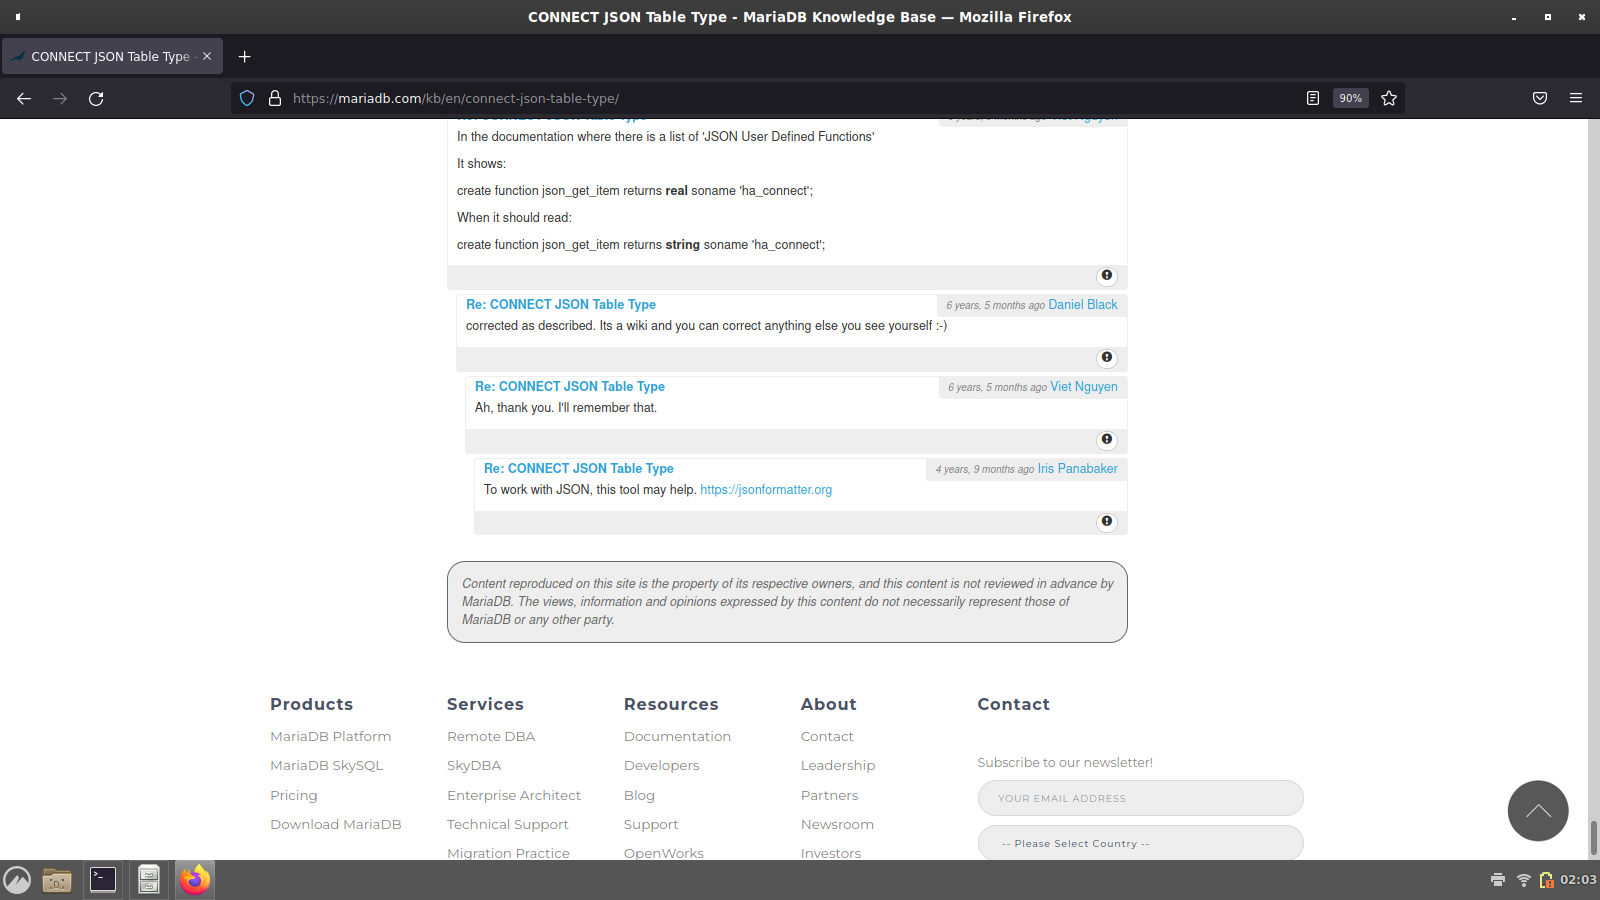 CONNECT JSON Table Type - MariaDB Knowledge Base — Mozilla Firefox
CONNECT JSON Table Type -
https://mariadb.com/kb/en/connect-json-table-type/
90%
Re: CONNECT JSON Table Type
Viet Nguyen
In the documentation where there is a list of 'JSON User Defined Functions'
It shows:
create function json_get_item returns real soname 'ha_connect';
When it should read:
create function json_get_item returns string soname 'ha_connect';
Re: CONNECT JSON Table Type
6 years, 5 months ago Daniel Black
corrected as described. Its a wiki and you can correct anything else you see yourself :-)
Re: CONNECT JSON Table Type
6 years, 5 months ago Viet Nguyen
Ah, thank you. I'll remember that.
Re: CONNECT JSON Table Type
4 years, 9 months ago Iris Panabaker
To work with JSON, this tool may help. https://jsonformatter.org
Content reproduced on this site is the property of its respective owners, and this content is not reviewed in advance by
MariaDB. The views, information and opinions expressed by this content do not necessarily represent those of
MariaDB or any other party.
Products
MariaDB Platform
MariaDB SkySQL
Pricing
Download MariaDB
Services
Remote DBA
SkyDBA
Enterprise Architect
Technical Support
Migration Practice
Resources
Documentation
Developers
Blog
Support
OpenWorks
About
Contact
Leadership
Partners
Newsroom
Investors
Contact
Subscribe to our newsletter!
YOUR EMAIL ADDRESS
-- Please Select Country --
02:03